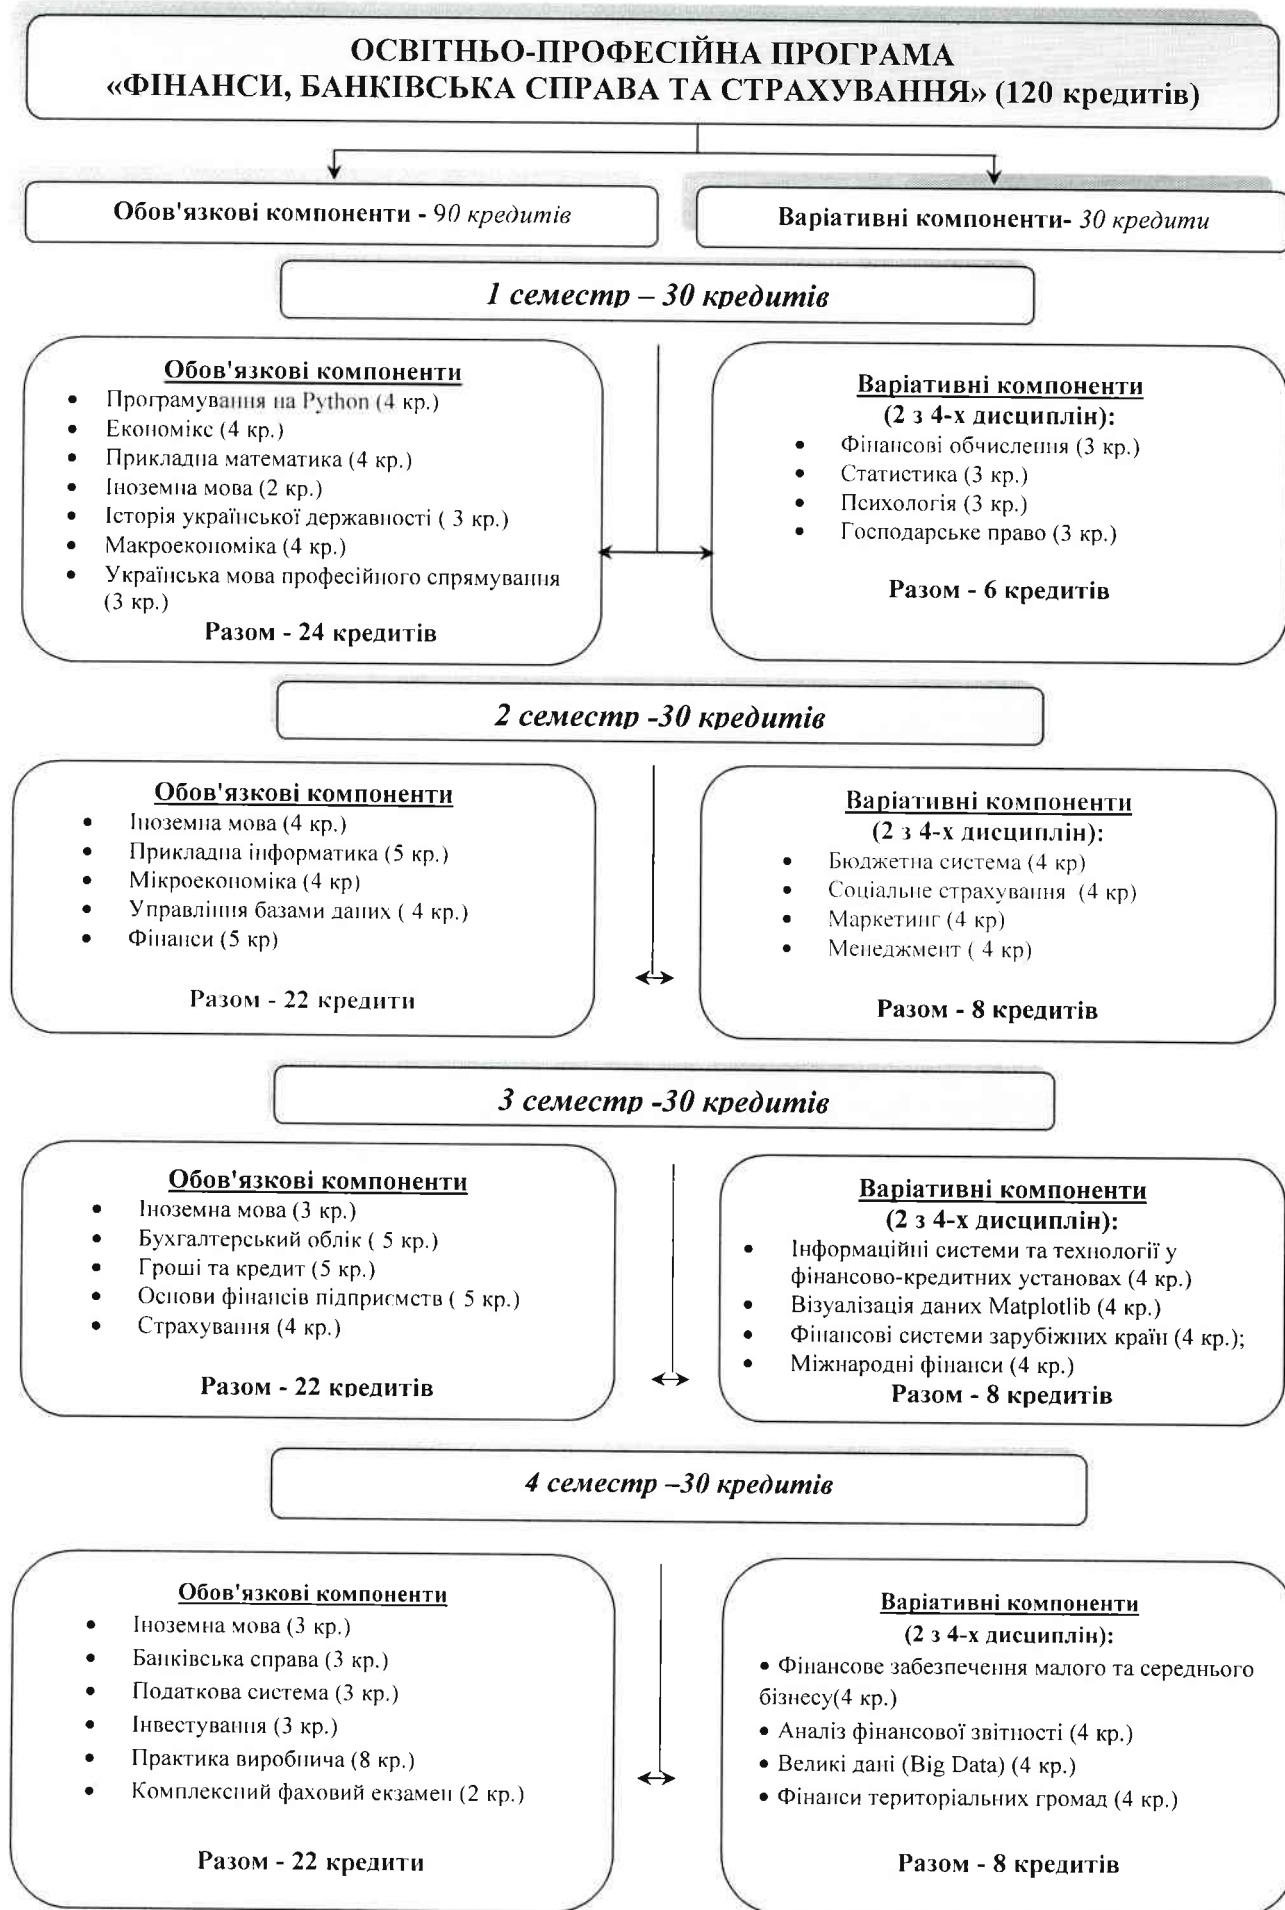 ОСВІТНЬО-ПРОФЕСІЙНА ПРОГРАМА
«ФІНАНСИ, БАНКІВСЬКА СПРАВА ТА СТРАХУВАННЯ» (120 кредитів)
Обов'язкові компоненти - 90 кредитів
Варіативні компоненти- 30 кредити
1 семестр – 30 кредитів
Обов'язкові компоненти
• Програмування на Python (4 кр.)
• Економікс (4 кр.)
• Прикладна математика (4 кр.)
• Іноземна мова (2 кр.)
• Історія української державності ( 3 кр.)
• Макроекономіка (4 кр.)
• Українська мова професійного спрямування
(3 кр.)
Разом - 24 кредитів
Варіативні компоненти
(2 з 4-х дисциплін):
• Фінансові обчислення (3 кр.)
• Статистика (3 кр.)
• Психологія (3 кр.)
• Господарське право (3 кр.)
Разом - 6 кредитів
2 семестр -30 кредитів
Обов'язкові компоненти
• Іноземна мова (4 кр.)
• Прикладна інформатика (5 кр.)
• Мікроекономіка (4 кр)
• Управління базами даних ( 4 кр.)
• Фінанси (5 кр)
Разом - 22 кредити
Варіативні компоненти
(2 з 4-х дисциплін):
• Бюджетна система (4 кр)
• Соціальне страхування (4 кр)
• Маркетинг (4 кр)
• Менеджмент ( 4 кр)
Разом - 8 кредитів
3 семестр -30 кредитів
Обов'язкові компоненти
• Іноземна мова (3 кр.)
• Бухгалтерський облік ( 5 кр.)
• Гроші та кредит (5 кр.)
• Основи фінансів підприємств ( 5 кр.)
• Страхування (4 кр.)
Разом - 22 кредитів
Варіативні компоненти
(2 з 4-х дисциплін):
• Інформаційні системи та технології у
фінансово-кредитних установах (4 кр.)
• Візуалізація даних Matplotlib (4 кр.)
• Фінансові системи зарубіжних країн (4 кр.);
• Міжнародні фінанси (4 кр.)
Разом - 8 кредитів
4 семестр –30 кредитів
Обов'язкові компоненти
• Іноземна мова (3 кр.)
• Банківська справа (3 кр.)
• Податкова система (3 кр.)
• Інвестування (3 кр.)
• Практика виробнича (8 кр.)
• Комплексний фаховий екзамен (2 кр.)
Разом - 22 кредити
Варіативні компоненти
(2 з 4-х дисциплін):
• Фінансове забезпечення малого та середнього
бізнесу(4 кр.)
• Аналіз фінансової звітності (4 кр.)
• Великі дані (Big Data) (4 кр.)
• Фінанси територіальних громад (4 кр.)
Разом - 8 кредитів